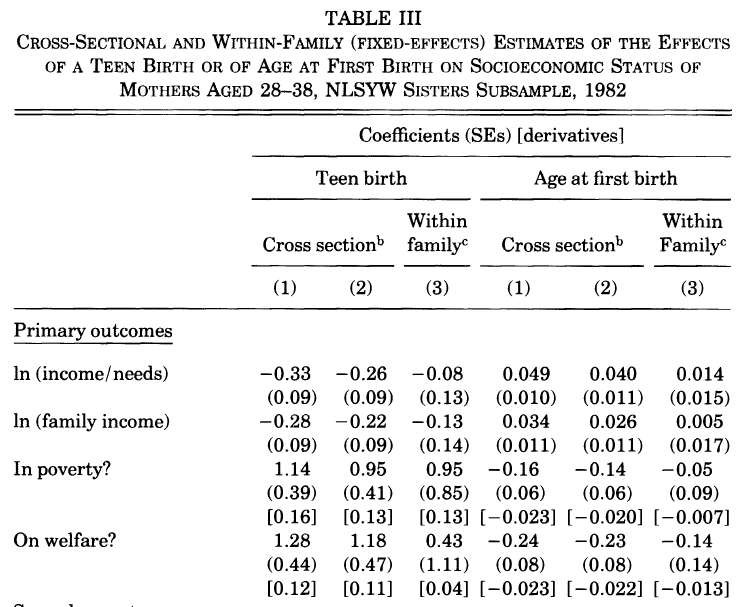 TABLE III
CROSS-SECTIONAL AND WITHIN-FAMILY (FIXED-EFFECTS) ESTIMATES OF THE EFFECTS
OF A TEEN BIRTH OR OF AGE AT FIRST BIRTH ON SOCIOECONOMIC STATUS OF
MOTHERS AGED 28–38, NLSYW SISTERS SUBSAMPLE, 1982
Coefficients (SEs) [derivatives]
Teen birth Age at first birth
Within Within
Cross sectionᵇ familyᶜ Cross sectionᵇ Familyᶜ
(1) (2) (3) (1) (2) (3)
Primary outcomes
ln (income/needs) −0.33 −0.26 −0.08 0.049 0.040 0.014
(0.09) (0.09) (0.13) (0.010) (0.011) (0.015)
ln (family income) −0.28 −0.22 −0.13 0.034 0.026 0.005
(0.09) (0.09) (0.14) (0.011) (0.011) (0.017)
In poverty? 1.14 0.95 0.95 −0.16 −0.14 −0.05
(0.39) (0.41) (0.85) (0.06) (0.06) (0.09)
[0.16] [0.13] [0.13] [−0.023] [−0.020] [−0.007]
On welfare? 1.28 1.18 0.43 −0.24 −0.23 −0.14
(0.44) (0.47) (1.11) (0.08) (0.08) (0.14)
[0.12] [0.11] [0.04] [−0.023] [−0.022] [−0.013]